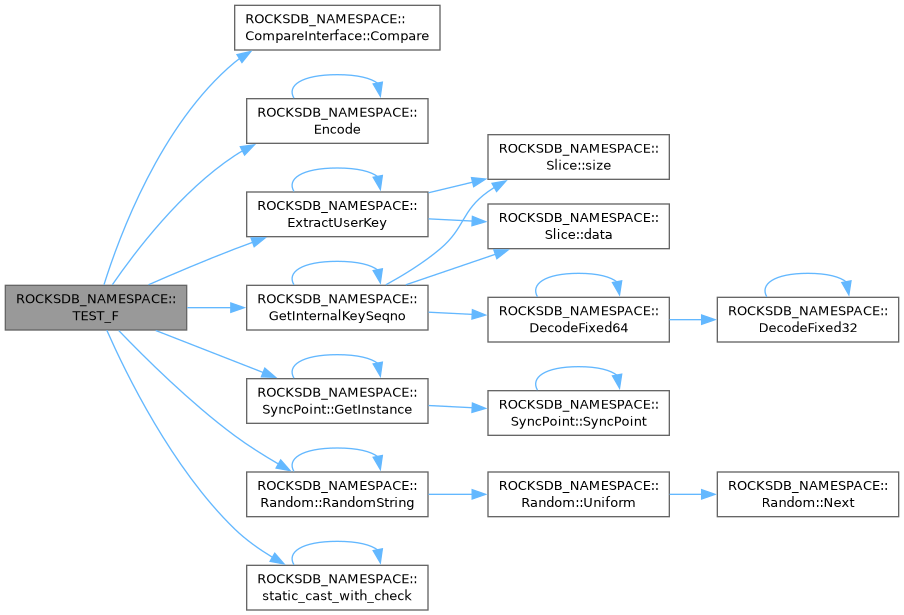 ROCKSDB_NAMESPACE::
CompareInterface::Compare
ROCKSDB_NAMESPACE::
Encode
ROCKSDB_NAMESPACE::
Slice::size
ROCKSDB_NAMESPACE::
ExtractUserKey
ROCKSDB_NAMESPACE::
Slice::data
ROCKSDB_NAMESPACE::
TEST_F
ROCKSDB_NAMESPACE::
GetInternalKeySeqno
ROCKSDB_NAMESPACE::
DecodeFixed64
ROCKSDB_NAMESPACE::
DecodeFixed32
ROCKSDB_NAMESPACE::
SyncPoint::GetInstance
ROCKSDB_NAMESPACE::
SyncPoint::SyncPoint
ROCKSDB_NAMESPACE::
Random::RandomString
ROCKSDB_NAMESPACE::
Random::Uniform
ROCKSDB_NAMESPACE::
Random::Next
ROCKSDB_NAMESPACE::
static_cast_with_check